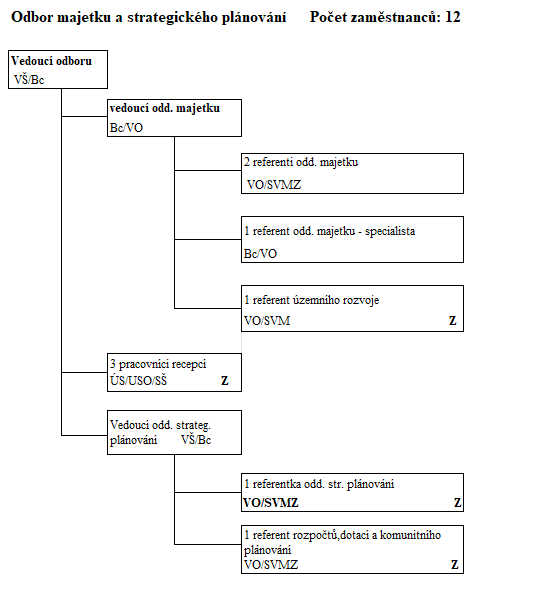 Odbor majetku a strategického plánování Počet zaměstnanců: 12
Vedoucí odboru
VŠ/Bc
vedoucí odd. majetku
Bc/VO
2 referenti odd. majetku
VO/SVMZ
1 referent odd. majetku - specialista
Bc/VO
1 referent územního rozvoje
VO/SVM Z
3 pracovníci recepcí
ÚS/USO/SŠ Z
Vedoucí odd. strateg.
plánování VŠ/Bc
1 referentka odd. str. plánování
VO/SVMZ Z
1 referent rozpočtů,dotací a komunitního
plánování
VO/SVMZ Z